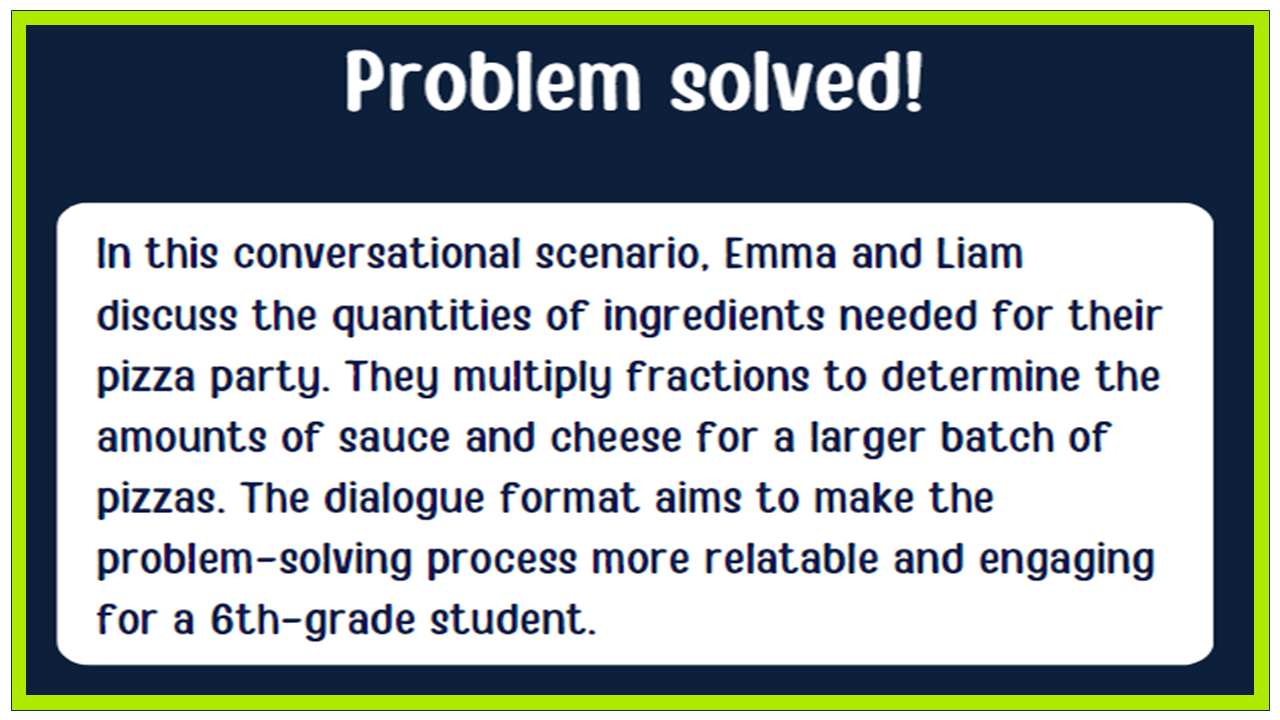 Problem solved!
In this conversational scenario, Emma and Liam
discuss the quantities of ingredients needed for their
pizza party. They multiply fractions to determine the
amounts of sauce and cheese for a larger batch of
pizzas. The dialogue format aims to make the
problem-solving process more relatable and engaging
for a 6th-grade student.